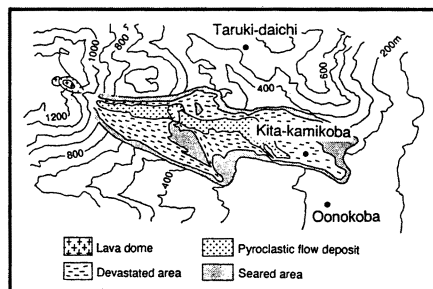 Taruki-daichi
1000
800
600
200m
400
1200
800
Kita-kamikoba
400
Oonokoba
Lava dome
Pyroclastic flow deposit
Devastated area
Seared area